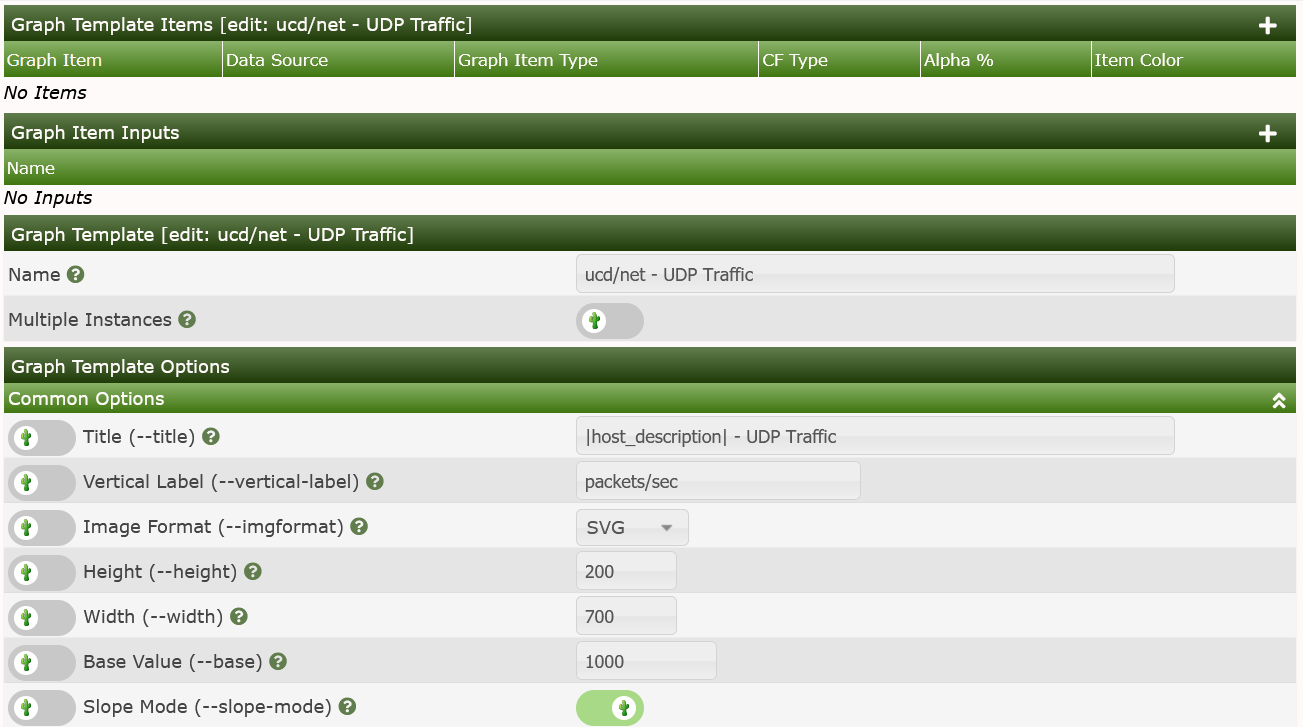 Graph Template Items [edit: ucd/net - UDP Traffic]
Graph Item Data Source Graph Item Type CF Type Alpha % Item Color
No Items
Graph Item Inputs
Name
No Inputs
Graph Template [edit: ucd/net - UDP Traffic]
Name ucd/net - UDP Traffic
Multiple Instances
Graph Template Options
Common Options
Title (--title) |host_description| - UDP Traffic
Vertical Label (--vertical-label) packets/sec
Image Format (--imgformat) SVG
Height (--height) 200
Width (--width) 700
Base Value (--base) 1000
Slope Mode (--slope-mode)